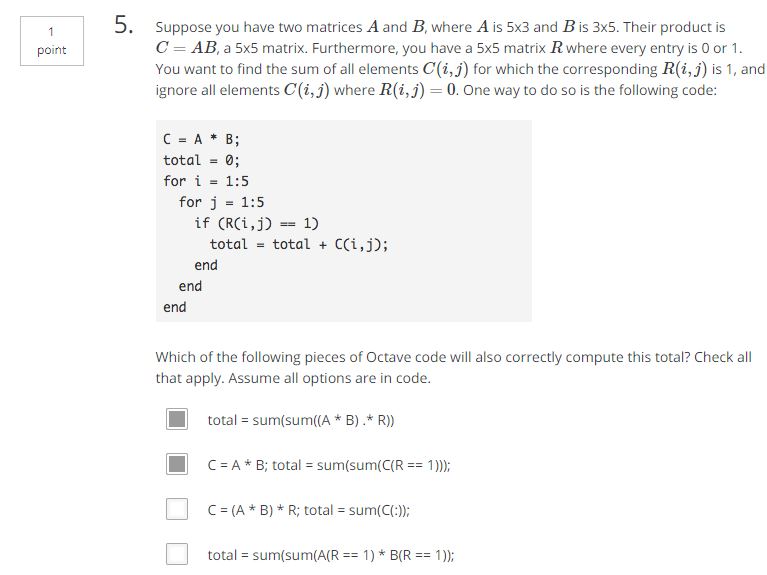 1
point
5.
Suppose you have two matrices A and B, where A is 5x3 and B is 3x5. Their product is
C = AB, a 5x5 matrix. Furthermore, you have a 5x5 matrix R where every entry is 0 or 1.
You want to find the sum of all elements C(i, j) for which the corresponding R(i, j) is 1, and
ignore all elements C(i, j) where R(i, j) = 0. One way to do so is the following code:
C = A * B;
total = 0;
for i = 1:5
  for j = 1:5
    if (R(i,j) == 1)
      total = total + C(i,j);
    end
  end
end
Which of the following pieces of Octave code will also correctly compute this total? Check all
that apply. Assume all options are in code.
total = sum(sum((A * B) .* R))
C = A * B; total = sum(sum(C(R == 1)));
C = (A * B) * R; total = sum(C(:));
total = sum(sum(A(R == 1) * B(R == 1));